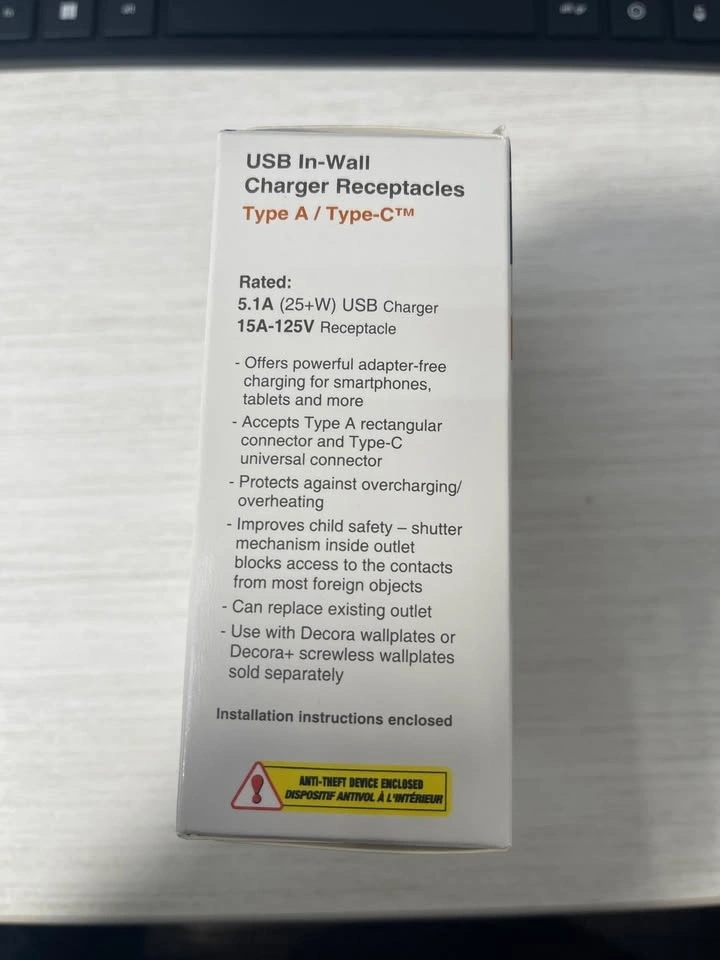 USB In-Wall
Charger Receptacles
Type A / Type-C™
Rated:
5.1A (25+W) USB Charger
15A-125V Receptacle
- Offers powerful adapter-free
charging for smartphones,
tablets and more
- Accepts Type A rectangular
connector and Type-C
universal connector
- Protects against overcharging/
overheating
- Improves child safety – shutter
mechanism inside outlet
blocks access to the contacts
from most foreign objects
- Can replace existing outlet
- Use with Decora wallplates or
Decora+ screwless wallplates
sold separately
Installation instructions enclosed
ANTI-THEFT DEVICE ENCLOSED
DISPOSITIF ANTIVOL À L'INTÉRIEUR